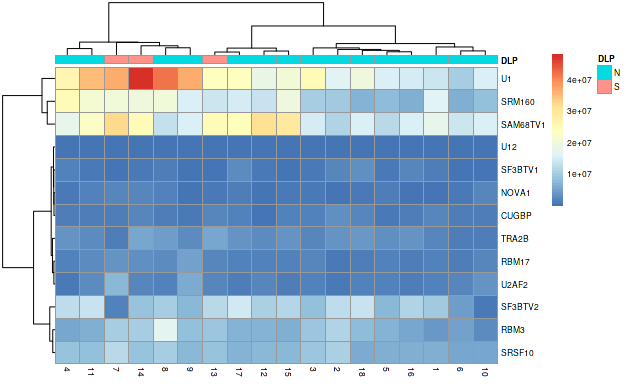 DLP
U1
SRM160
SAM68TV1
U12
SF3BTV1
NOVA1
CUGBP
TRA2B
RBM17
U2AF2
SF3BTV2
RBM3
SRSF10
4 11 7 14 8 9 13 17 12 15 3 2 18 5 16 1 6 10
4e+07
3e+07
2e+07
1e+07
DLP
N
S